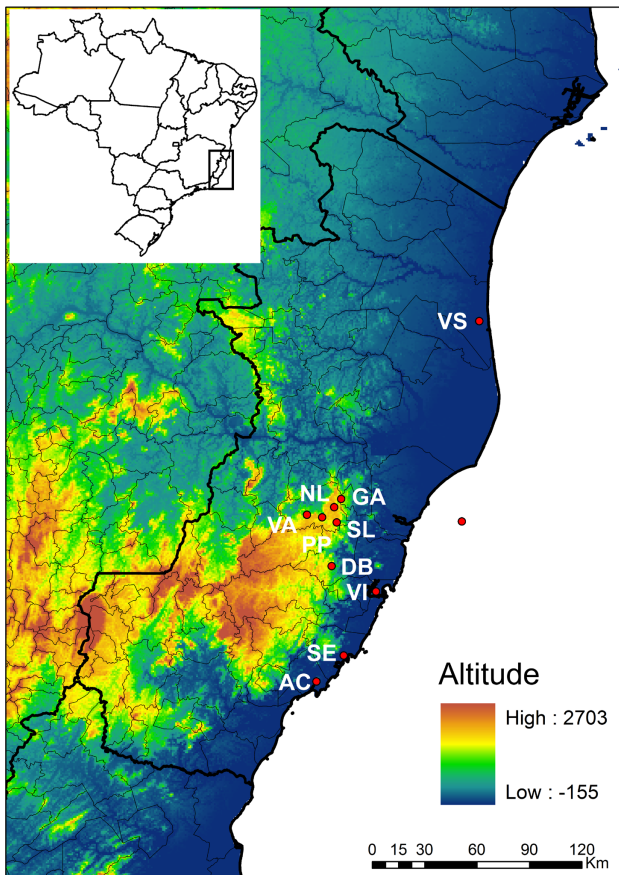 VS
NL
GA
VA
SL
PP
DB
VI
SE
AC
Altitude
High : 2703
Low : -155
0 15 30 60 90 120
Km